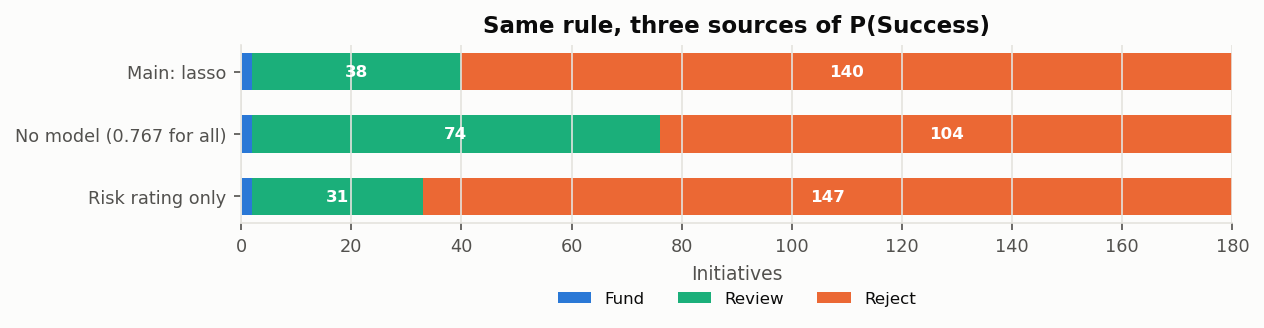 Same rule, three sources of P(Success)
Main: lasso
38
140
No model (0.767 for all)
74
104
Risk rating only
31
147
0 20 40 60 80 100 120 140 160 180
Initiatives
Fund Review Reject